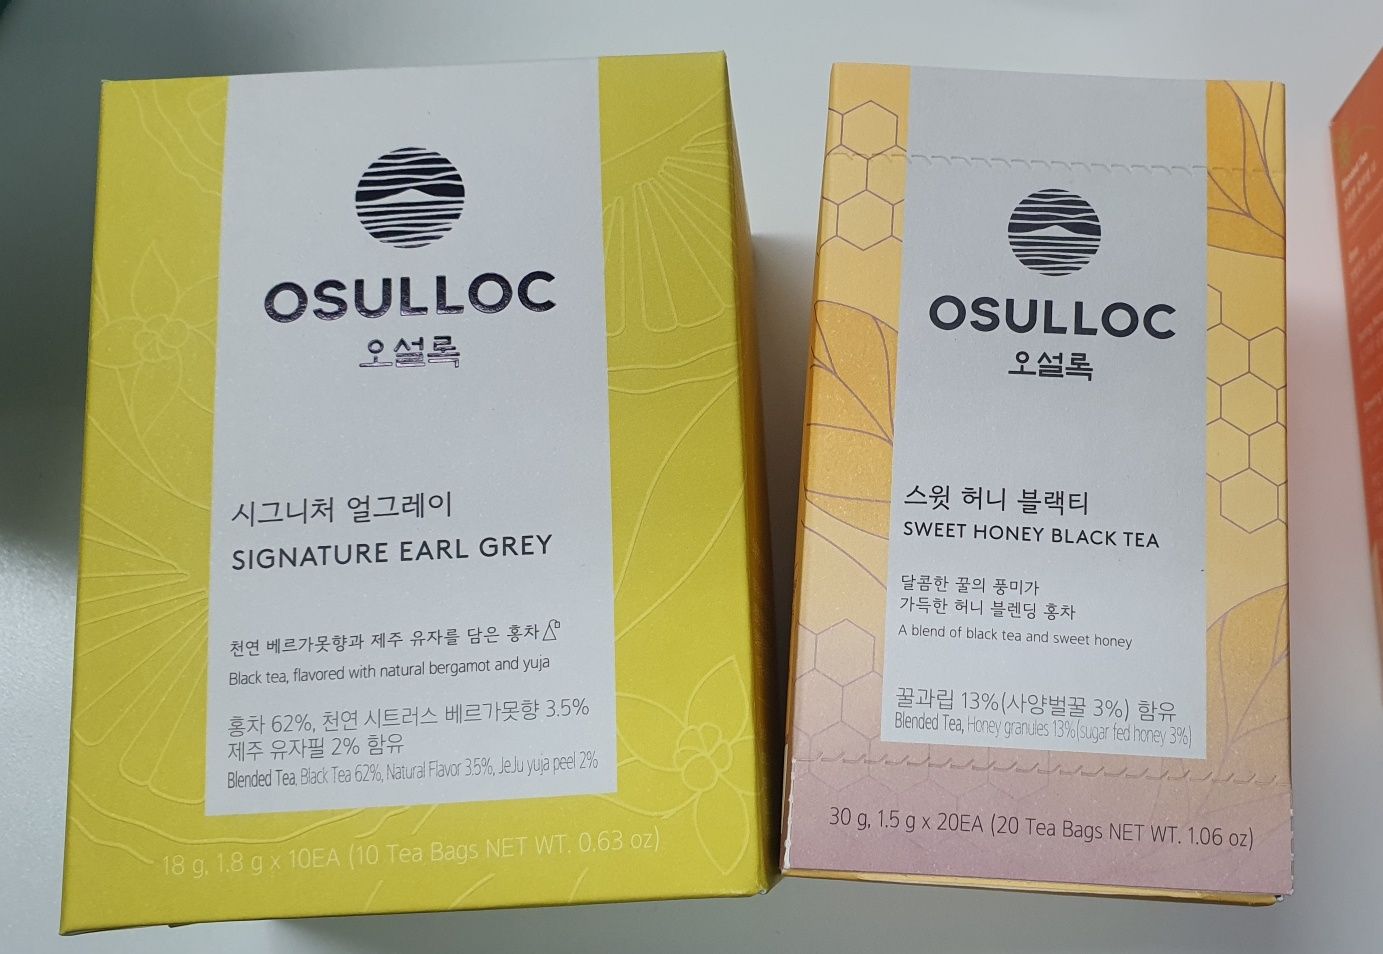 OSULLOC
오설록
시그니처 얼그레이
SIGNATURE EARL GREY
천연 베르가못향과 제주 유자를 담은 홍차
Black tea, flavored with natural bergamot and yuja
홍차 62%, 천연 시트러스 베르가못향 3.5%
제주 유자필 2% 함유
Blended Tea, Black Tea 62%, Natural Flavor 3.5%, JeJu yuja peel 2%
18 g, 1.8 g x 10EA (10 Tea Bags NET WT. 0.63 oz)
OSULLOC
오설록
스윗 허니 블랙티
SWEET HONEY BLACK TEA
달콤한 꿀의 풍미가
가득한 허니 블렌딩 홍차
A blend of black tea and sweet honey
꿀과립 13%(사양벌꿀 3%) 함유
Blended Tea, Honey granules 13%(sugar fed honey 3%)
30 g, 1.5 g x 20EA (20 Tea Bags NET WT. 1.06 oz)